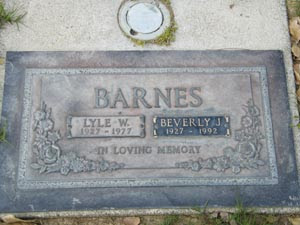 BARNES
LYLE W. BEVERLY J.
1927 - 1977 1927 - 1992
IN LOVING MEMORY